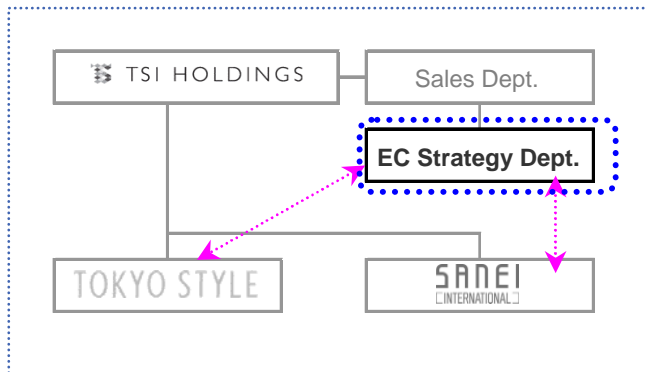 TSI HOLDINGS
Sales Dept.
EC Strategy Dept.
TOKYO STYLE
SANEI
INTERNATIONAL